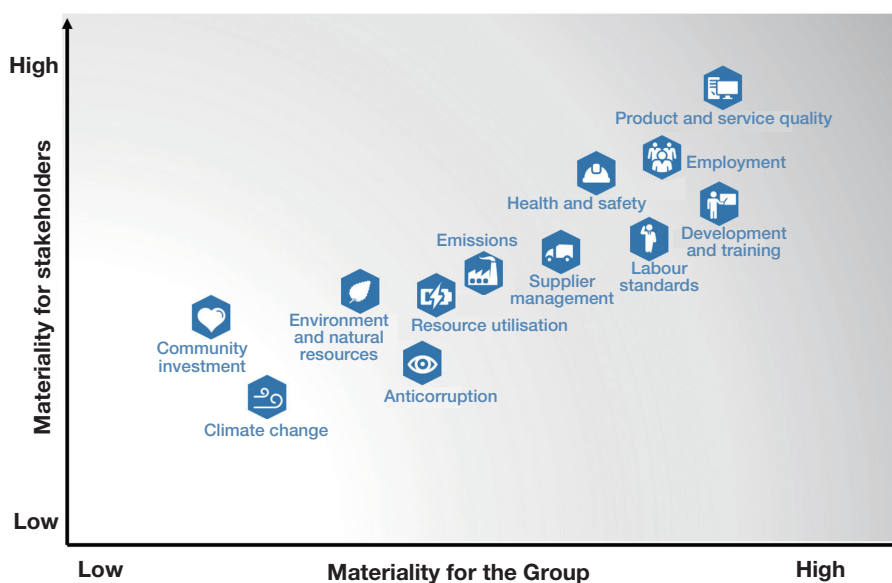 High
Product and service quality
Employment
Health and safety
Development
and training
Emissions
Labour
standards
Supplier
management
Environment
and natural
resources
Resource utilisation
Community
investment
Anticorruption
Climate change
Materiality for stakeholders
Low
Low
Materiality for the Group
High